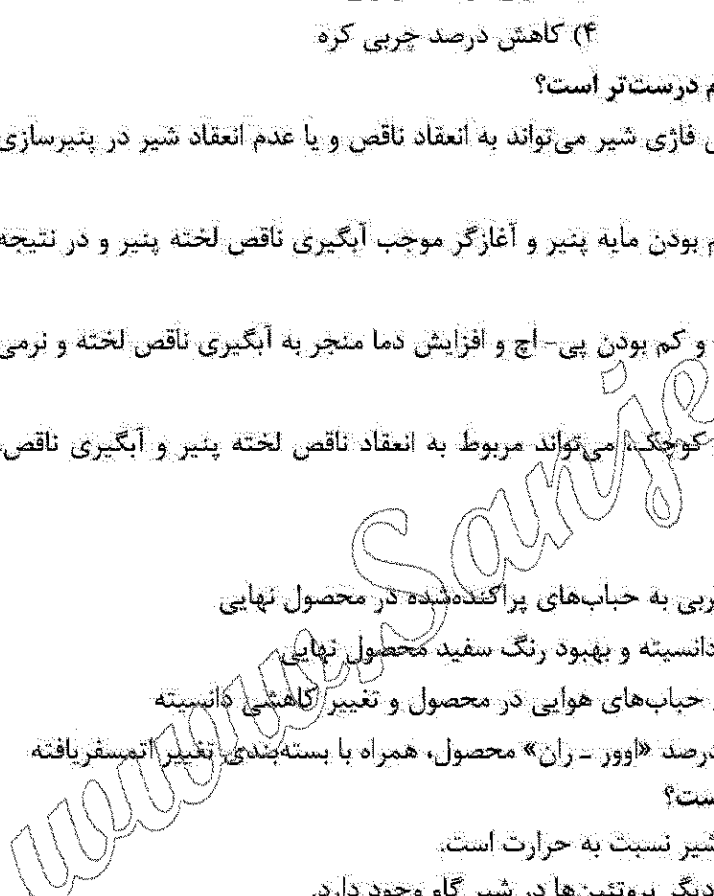 ۴) کاهش درصد چربی کره
م درست‌تر است؟
ی فازی شیر می‌تواند به انعقاد ناقص و یا عدم انعقاد شیر در پنیرسازی
م بودن مایه پنیر و آغازگر موجب آبگیری ناقص لخته پنیر و در نتیجه
و کم بودن پی- اچ و افزایش دما منجر به آبگیری ناقص لخته و نرمی
کوچک، می‌تواند مربوط به انعقاد ناقص لخته پنیر و آبگیری ناقص
ربی به حباب‌های پراکنده‌شده در محصول نهایی
دانسیته و بهبود رنگ سفید محصول نهایی
ر حباب‌های هوایی در محصول و تغییر کاهشی دانسیته
درصد «اوور ـ ران» محصول، همراه با بسته‌بندی تغییر اتمسفریافته
ست؟
شیر نسبت به حرارت است.
دیگر پروتئین‌ها در شیر گاو وجود دارد.
www.Sanje